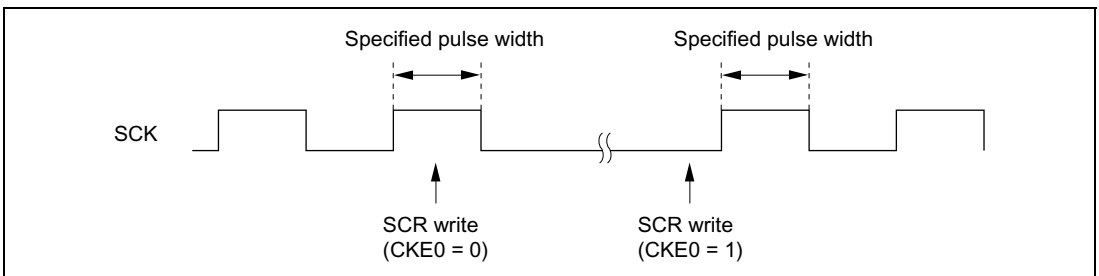 Specified pulse width
Specified pulse width
SCK
SCR write
(CKE0 = 0)
SCR write
(CKE0 = 1)